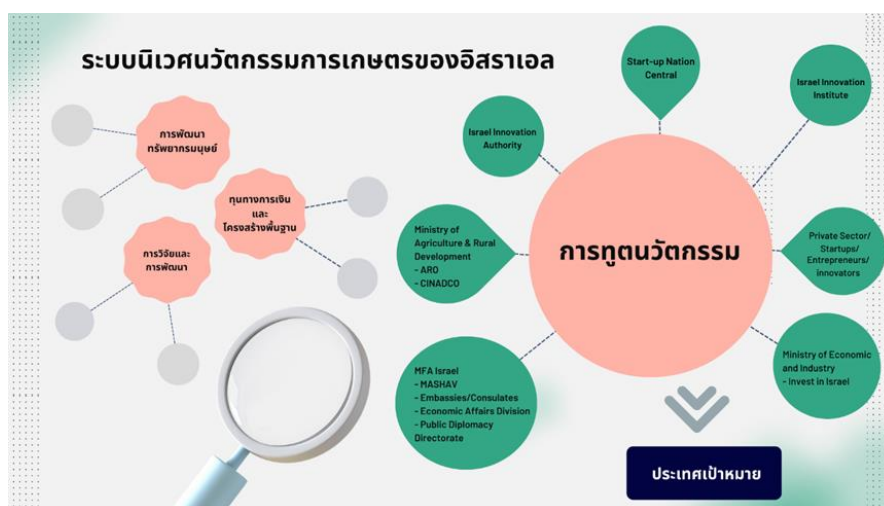 ระบบนิเวศนวัตกรรมการเกษตรของอิสราเอล
การพัฒนา
ทรัพยากรมนุษย์
ทุนทางการเงิน
และ
โครงสร้างพื้นฐาน
การวิจัยและ
การพัฒนา
Start-up Nation
Central
Israel Innovation
Institute
Israel Innovation
Authority
Ministry of
Agriculture & Rural
Development
- ARO
- CINADCO
การทูตนวัตกรรม
Private Sector/
Startups/
Entrepreneurs/
innovators
MFA Israel
- MASHAV
- Embassies/Consulates
- Economic Affairs Division
- Public Diplomacy
Directorate
Ministry of Economic
and Industry
- Invest in Israel
ประเทศเป้าหมาย